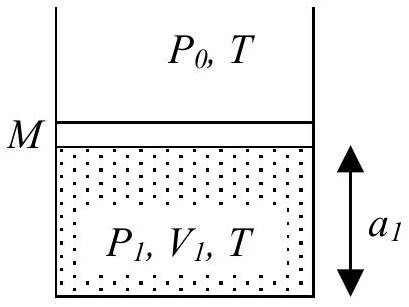 P₀, T
M
P₁, V₁, T
a₁